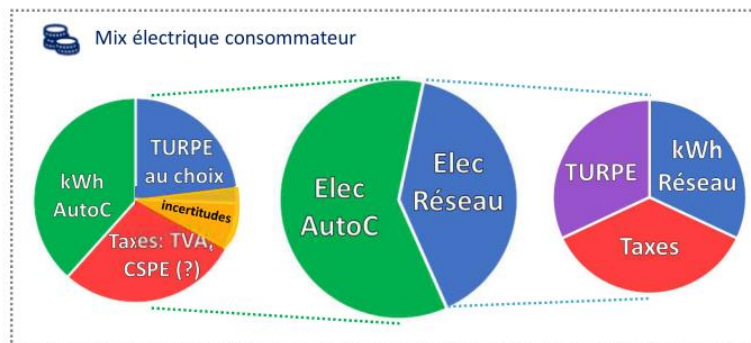 Mix électrique consommateur
kWh
AutoC
TURPE
au choix
incertitudes
Taxes: TVA,
CSPE (?)
Elec
AutoC
Elec
Réseau
TURPE
kWh
Réseau
Taxes